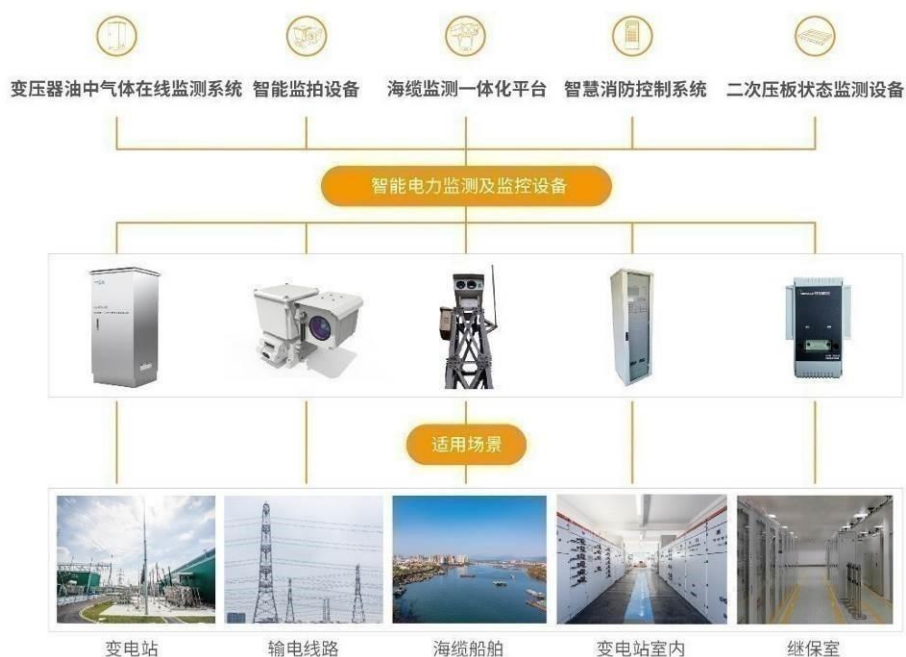 变压器油中气体在线监测系统
智能监拍设备
海缆监测一体化平台
智慧消防控制系统
二次压板状态监测设备
智能电力监测及监控设备
适用场景
变电站
输电线路
海缆船舶
变电站室内
继保室